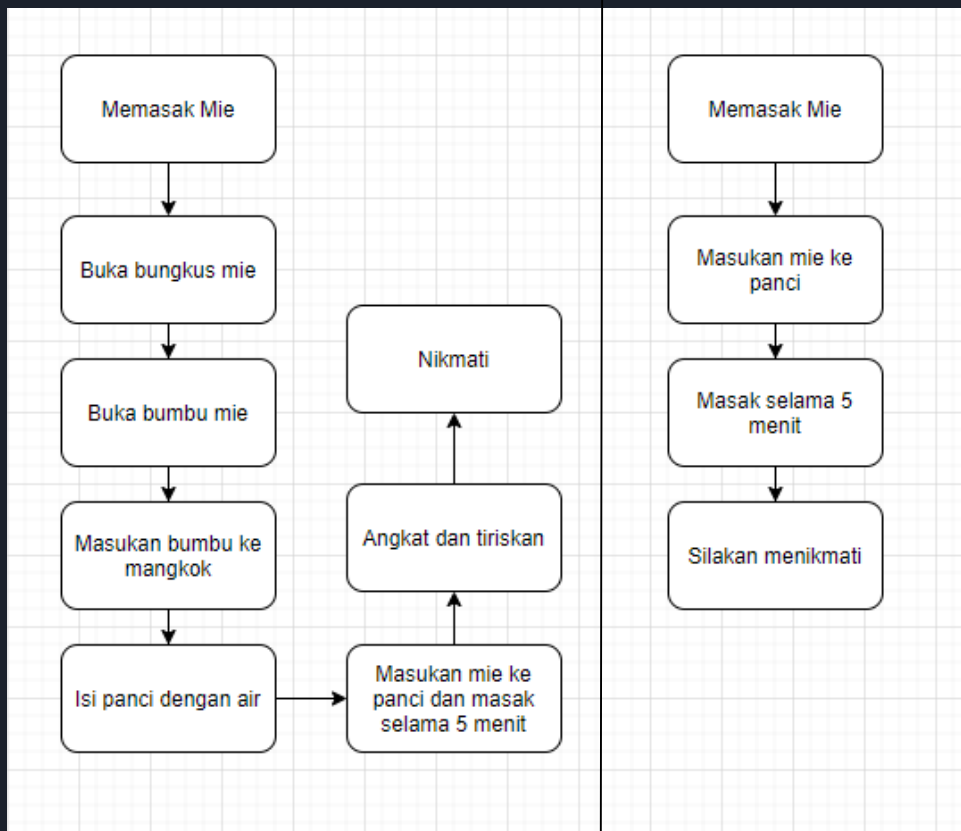 Memasak Mie
Buka bungkus mie
Buka bumbu mie
Masukan bumbu ke
mangkok
Isi panci dengan air
Masukan mie ke
panci dan masak
selama 5 menit
Angkat dan tiriskan
Nikmati
Memasak Mie
Masukan mie ke
panci
Masak selama 5
menit
Silakan menikmati